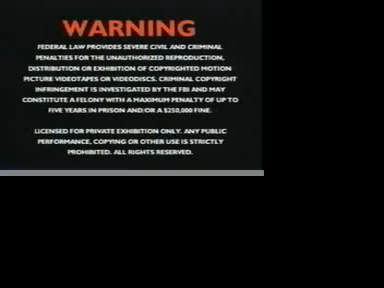 WARNING
FEDERAL LAW PROVIDES SEVERE CIVIL AND CRIMINAL
PENALTIES FOR THE UNAUTHORIZED REPRODUCTION,
DISTRIBUTION OR EXHIBITION OF COPYRIGHTED MOTION
PICTURE VIDEOTAPES OR VIDEODISCS. CRIMINAL COPYRIGHT
INFRINGEMENT IS INVESTIGATED BY THE FBI AND MAY
CONSTITUTE A FELONY WITH A MAXIMUM PENALTY OF UP TO
FIVE YEARS IN PRISON AND/OR A $250,000 FINE.
LICENSED FOR PRIVATE EXHIBITION ONLY. ANY PUBLIC
PERFORMANCE, COPYING OR OTHER USE IS STRICTLY
PROHIBITED. ALL RIGHTS RESERVED.